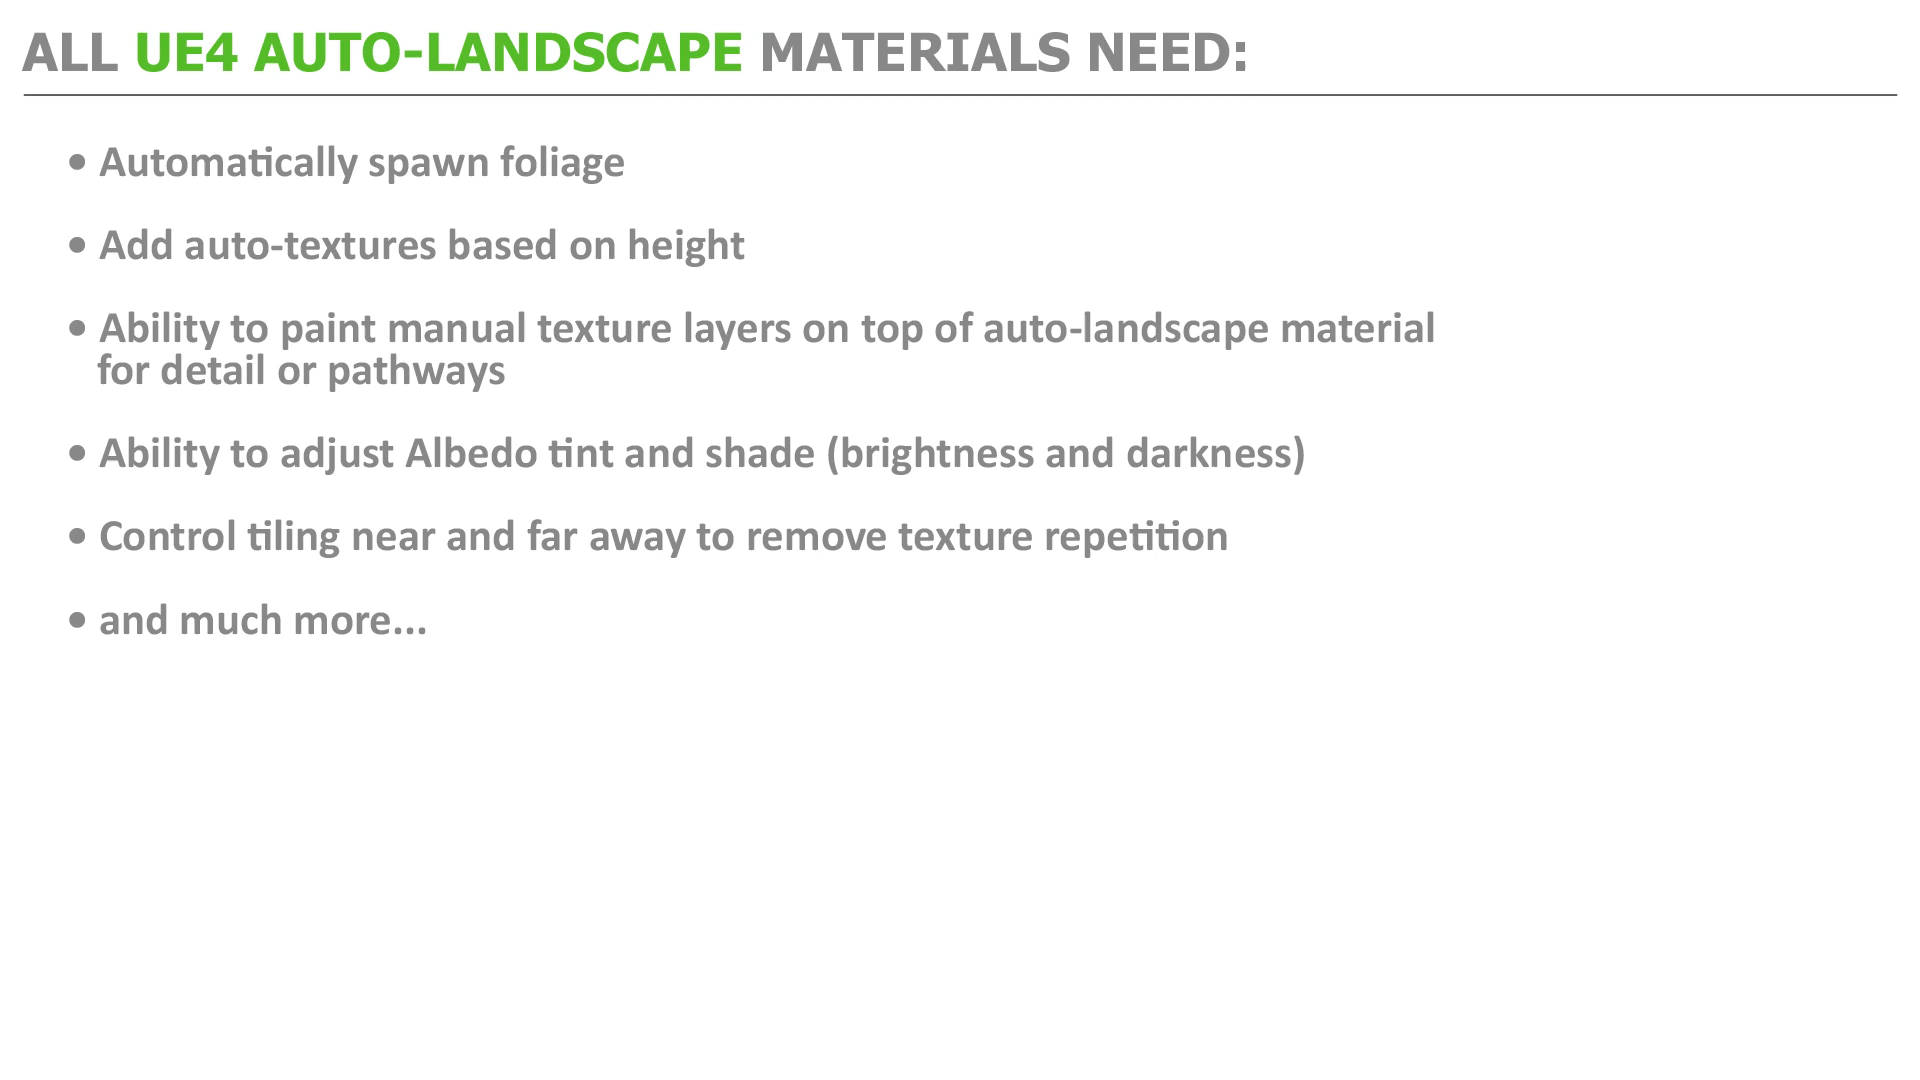 ALL UE4 AUTO-LANDSCAPE MATERIALS NEED:
• Automatically spawn foliage
• Add auto-textures based on height
• Ability to paint manual texture layers on top of auto-landscape material
for detail or pathways
• Ability to adjust Albedo tint and shade (brightness and darkness)
• Control tiling near and far away to remove texture repetition
• and much more...